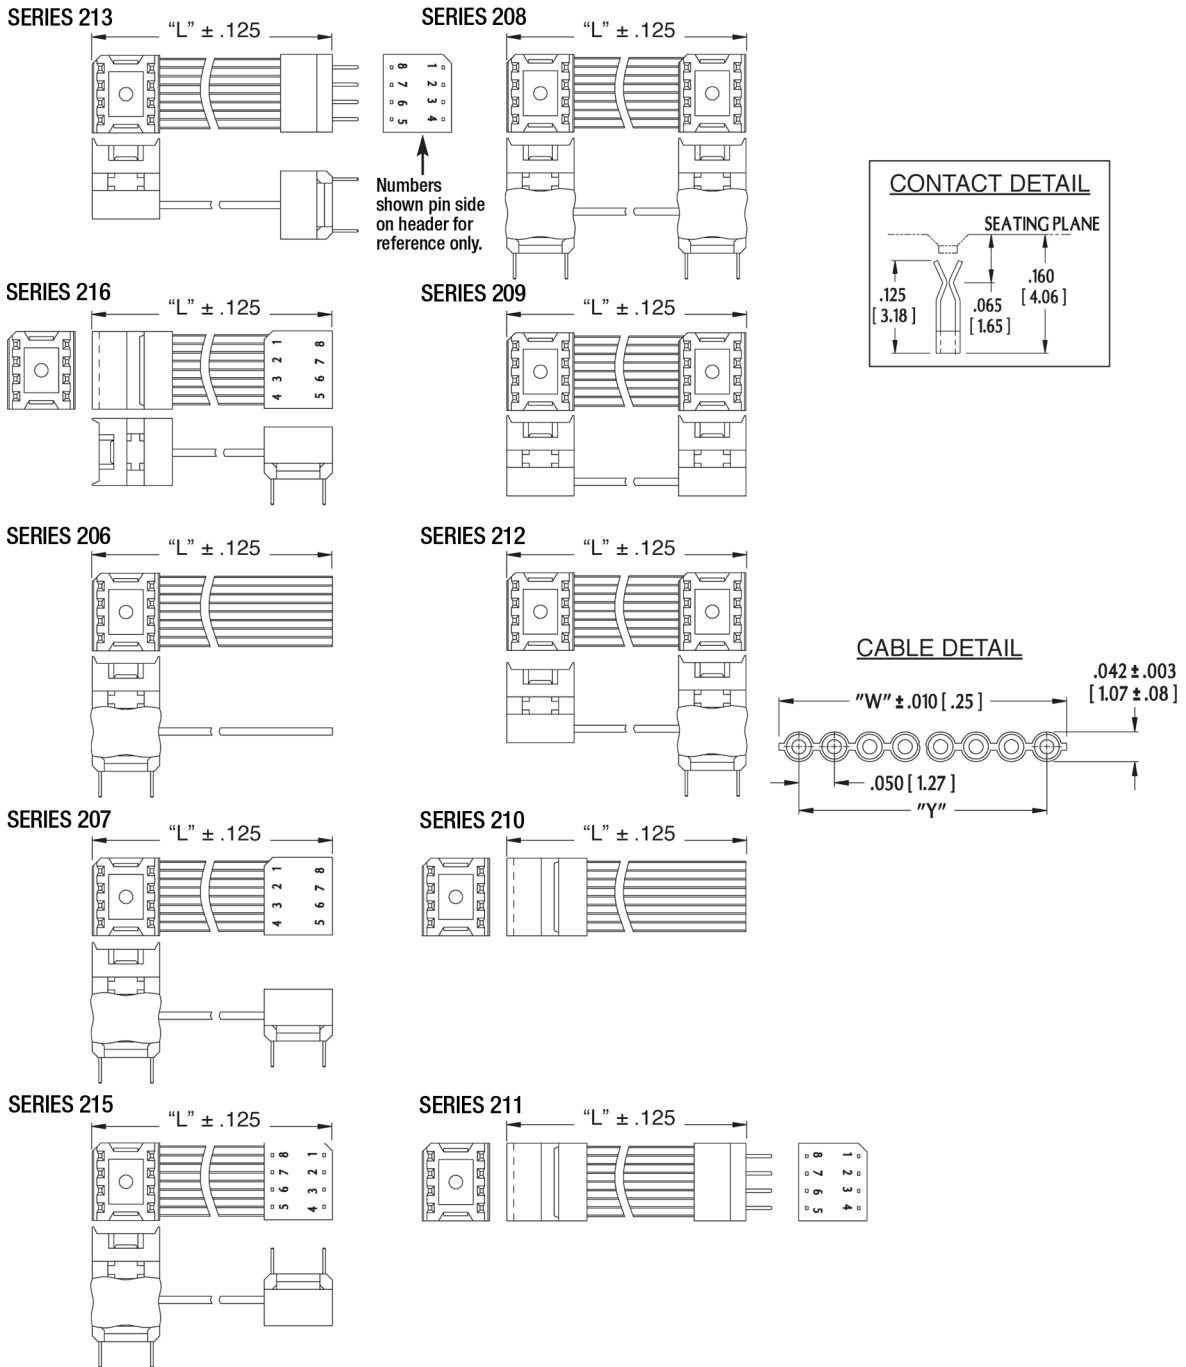 SERIES 213
“L” ± .125
8 1
7 2
6 3
5 4
Numbers
shown pin side
on header for
reference only.
SERIES 208
“L” ± .125
CONTACT DETAIL
SEATING PLANE
.125
[ 3.18 ]
.065
[ 1.65 ]
.160
[ 4.06 ]
SERIES 216
“L” ± .125
1 8
2 7
3 6
4 5
SERIES 209
“L” ± .125
SERIES 206
“L” ± .125
SERIES 212
“L” ± .125
CABLE DETAIL
.042 ± .003
[ 1.07 ± .08 ]
"W" ± .010 [ .25 ]
.050 [ 1.27 ]
"Y"
SERIES 207
“L” ± .125
1 8
2 7
3 6
4 5
SERIES 210
“L” ± .125
SERIES 215
“L” ± .125
8 1
7 2
6 3
5 4
SERIES 211
“L” ± .125
8 1
7 2
6 3
5 4